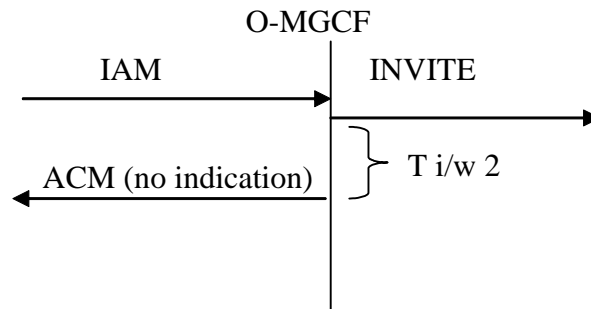 O-MGCF
IAM
INVITE
T i/w 2
ACM (no indication)